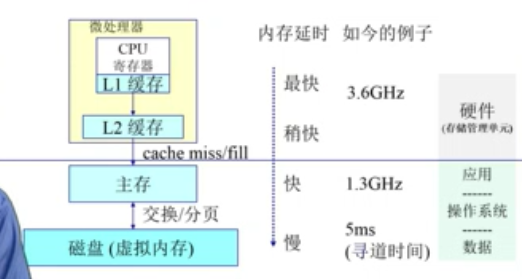 微处理器
CPU
寄存器
L1 缓存
L2 缓存
cache miss/fill
主存
交换/分页
磁盘 (虚拟内存)
内存延时 如今的例子
最快 3.6GHz
稍快
快 1.3GHz
慢 5ms
(寻道时间)
硬件
(存储管理单元)
应用
------
操作系统
------
数据